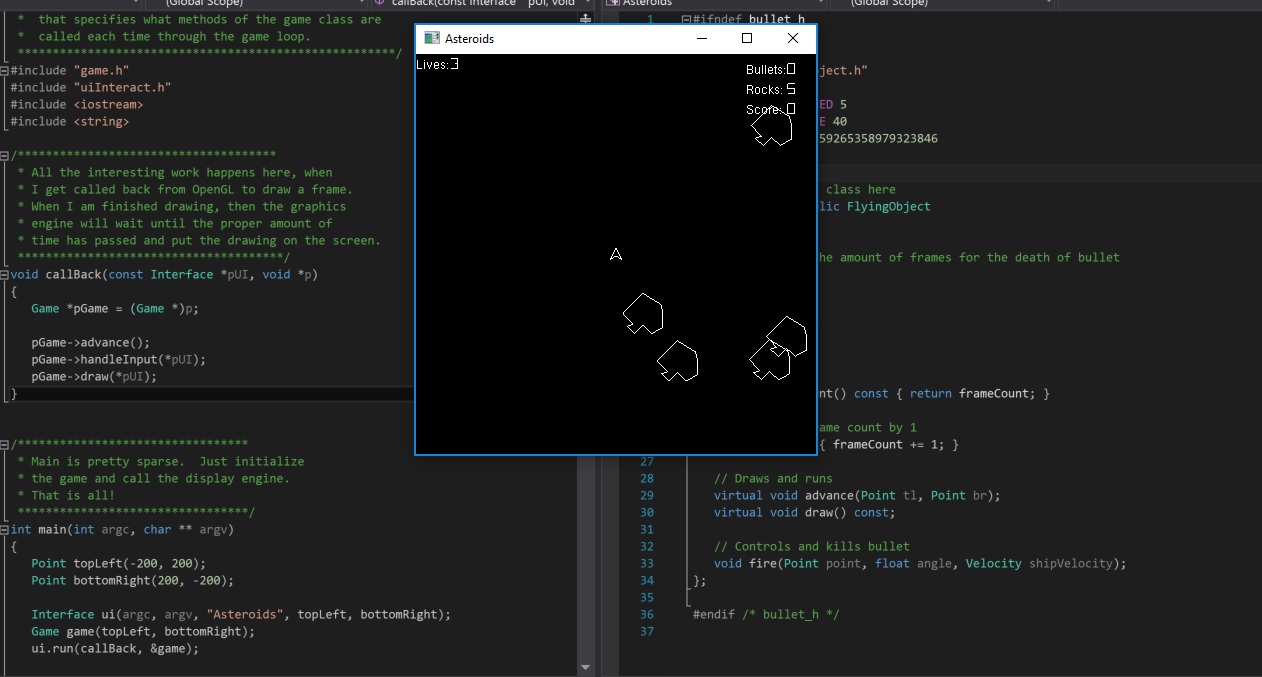 (Global Scope)
callBack(const Interface * pUI, void *
Asteroids
(Global Scope)
* that specifies what methods of the game class are
* called each time through the game loop.
*****************************************************/
#include "game.h"
#include "uiInteract.h"
#include <iostream>
#include <string>
/*************************************
* All the interesting work happens here, when
* I get called back from OpenGL to draw a frame.
* When I am finished drawing, then the graphics
* engine will wait until the proper amount of
* time has passed and put the drawing on the screen.
**************************************/
void callBack(const Interface *pUI, void *p)
{
Game *pGame = (Game *)p;
pGame->advance();
pGame->handleInput(*pUI);
pGame->draw(*pUI);
}
/*********************************
* Main is pretty sparse.  Just initialize
* the game and call the display engine.
* That is all!
*********************************/
int main(int argc, char ** argv)
{
Point topLeft(-200, 200);
Point bottomRight(200, -200);
Interface ui(argc, argv, "Asteroids", topLeft, bottomRight);
Game game(topLeft, bottomRight);
ui.run(callBack, &game);
Asteroids
Lives:3
Bullets:0
Rocks: 5
Score: 0
1 #ifndef bullet_h
ject.h"
ED 5
E 40
59265358979323846
class here
lic FlyingObject
he amount of frames for the death of bullet
nt() const { return frameCount; }
ame count by 1
{ frameCount += 1; }
27
28 // Draws and runs
29 virtual void advance(Point tl, Point br);
30 virtual void draw() const;
31
32 // Controls and kills bullet
33 void fire(Point point, float angle, Velocity shipVelocity);
34 };
35
36 #endif /* bullet_h */
37